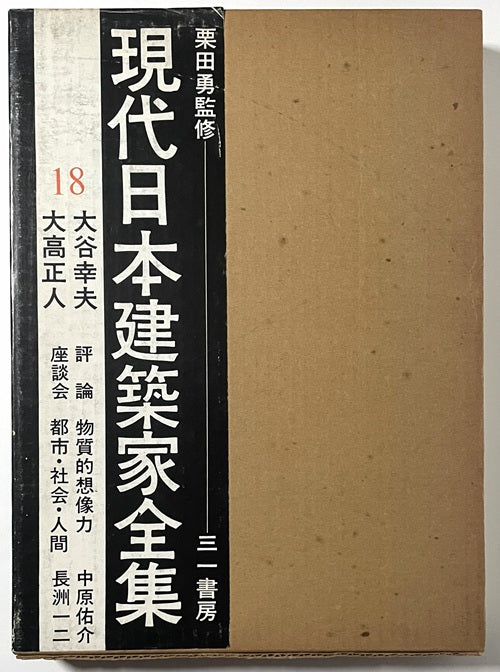 栗田勇監修 三一書房
現代日本建築家全集
18
大谷幸夫
大高正人
評論 物質的想像力 中原佑介
座談会 都市・社会・人間 長洲一二